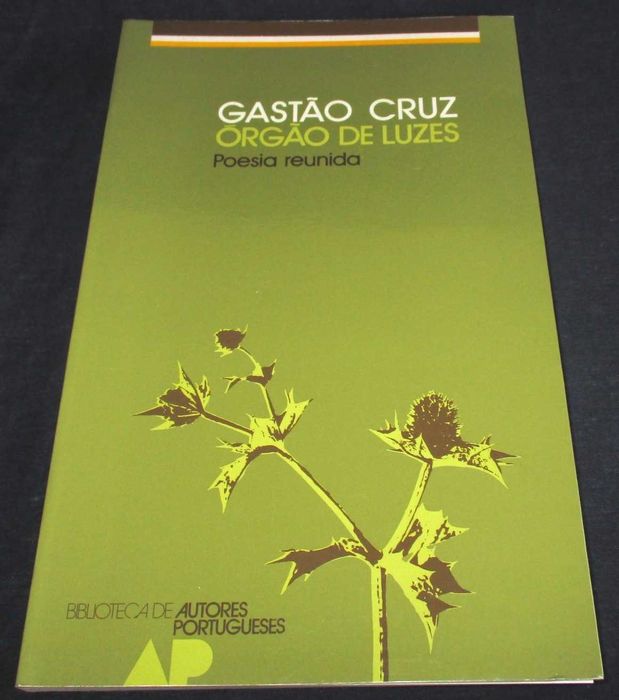 GASTÃO CRUZ
ÓRGÃO DE LUZES
Poesia reunida
BIBLIOTECA DE AUTORES
PORTUGUESES
AP